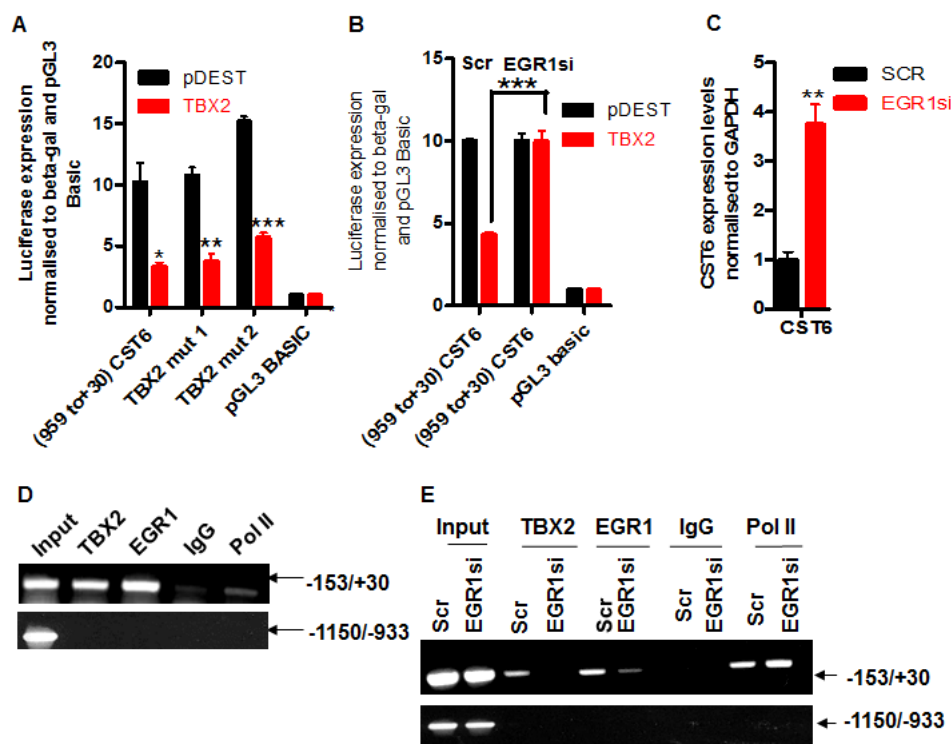 A
Luciferase expression
normalised to beta-gal and pGL3
Basic
20
15
10
5
0
pDEST
TBX2
*
**
***
(959 to+30) CST6
TBX2 mut 1
TBX2 mut 2
pGL3 BASIC
B
Luciferase expression
normalised to beta-gal
and pGL3 Basic
15
10
5
0
Scr EGR1si
***
pDEST
TBX2
(959 to+30) CST6
(959 to+30) CST6
pGL3 basic
C
CST6 expression levels
normalised to GAPDH
5
4
3
2
1
0
SCR
EGR1si
**
CST6
D
Input
TBX2
EGR1
IgG
Pol II
-153/+30
-1150/-933
E
Input TBX2 EGR1 IgG Pol II
Scr
EGR1si
Scr
EGR1si
Scr
EGR1si
Scr
EGR1si
Scr
EGR1si
-153/+30
-1150/-933